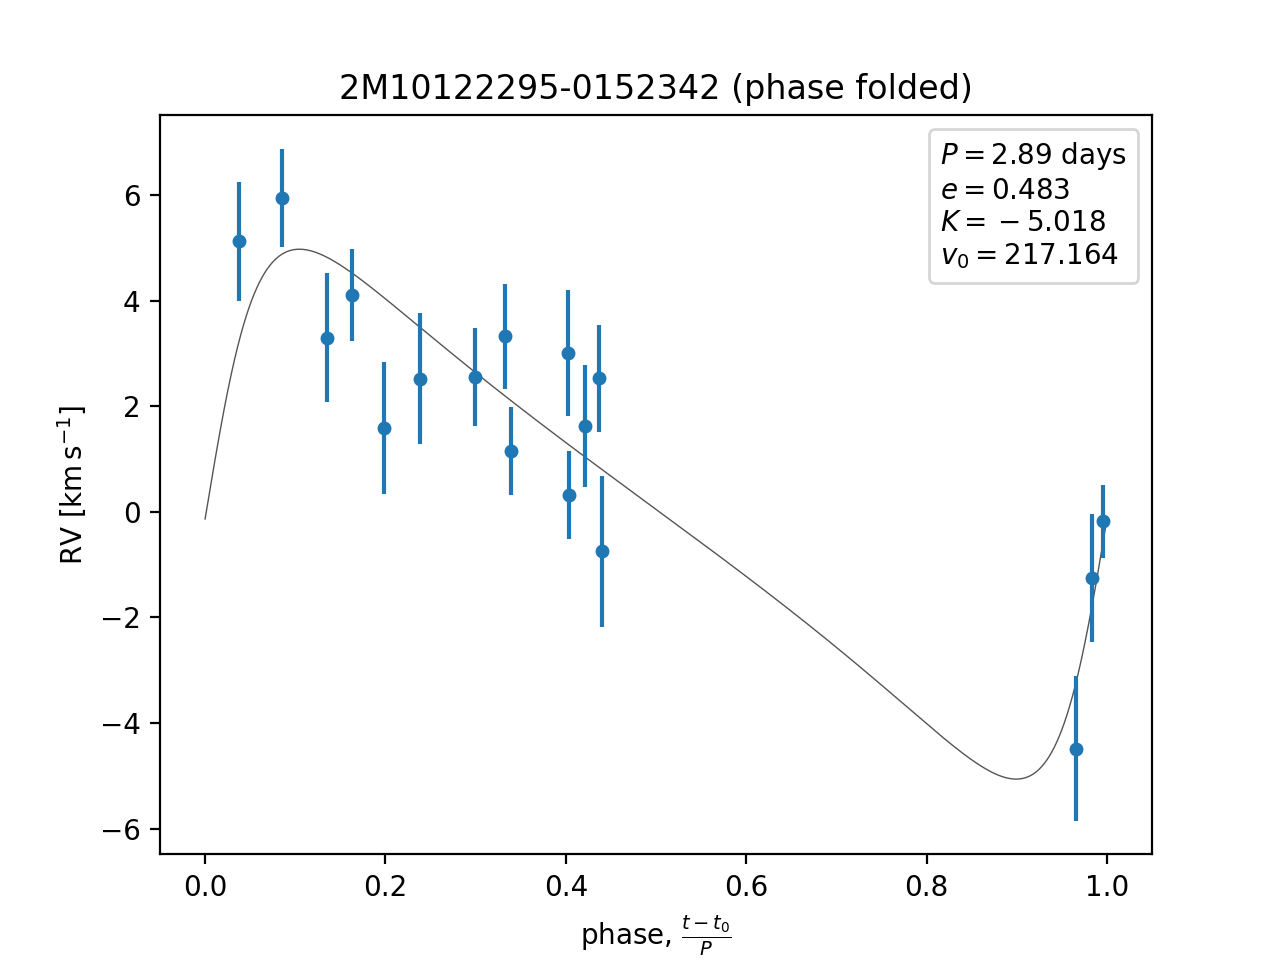 2M10122295-0152342 (phase folded)
P = 2.89 days
e = 0.483
K = −5.018
v₀ = 217.164
6
4
2
0
−2
−4
−6
RV [km s⁻¹]
0.0 0.2 0.4 0.6 0.8 1.0
phase, (t − t₀)/P